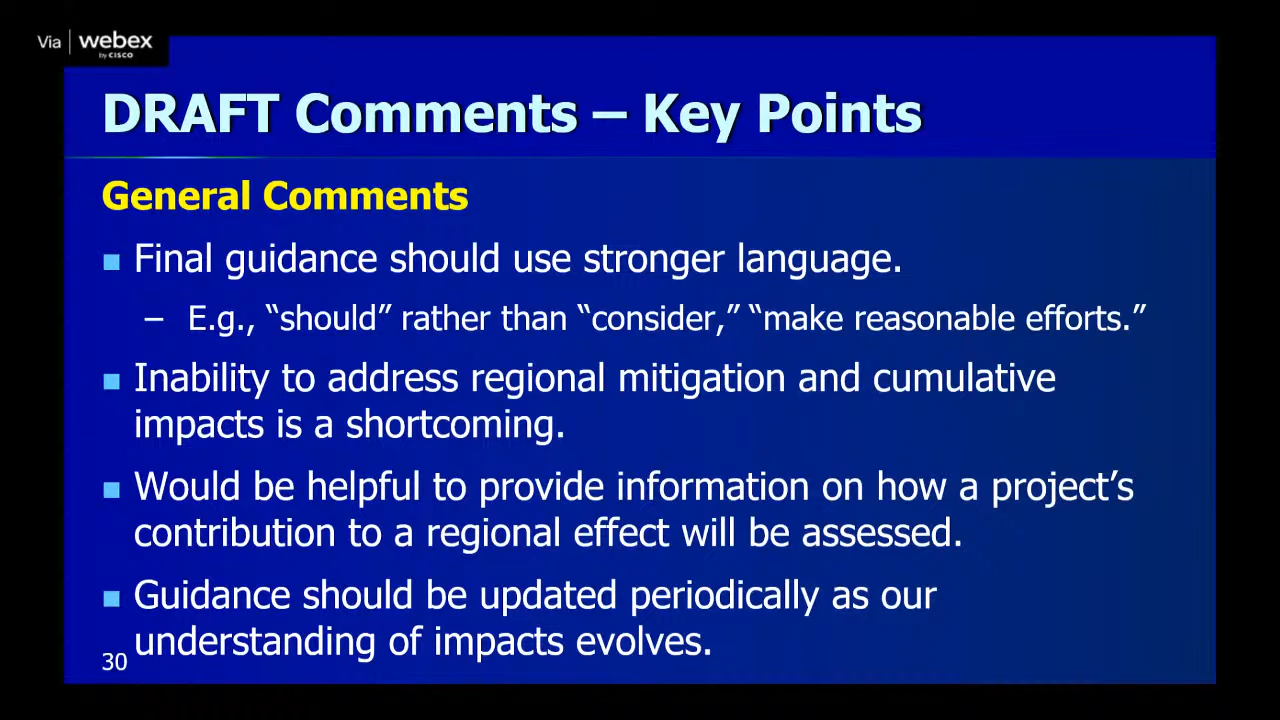 Via webex
by CISCO
DRAFT Comments – Key Points
General Comments
Final guidance should use stronger language.
– E.g., “should” rather than “consider,” “make reasonable efforts.”
Inability to address regional mitigation and cumulative
impacts is a shortcoming.
Would be helpful to provide information on how a project’s
contribution to a regional effect will be assessed.
Guidance should be updated periodically as our
understanding of impacts evolves.
30